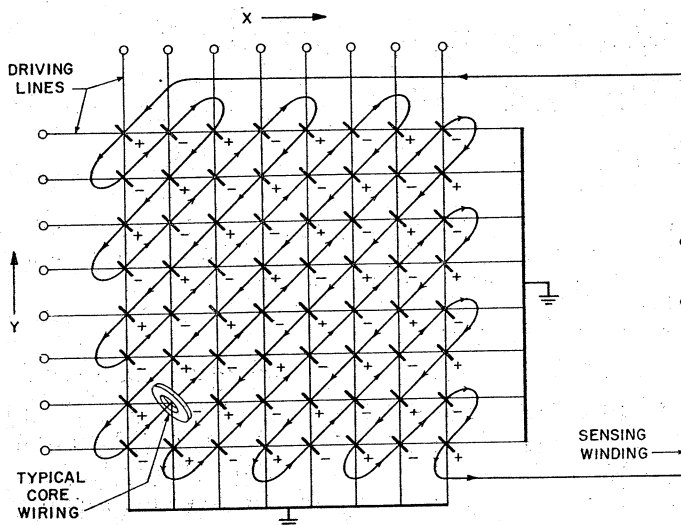 X
DRIVING
LINES
+ − + − + − + −
− + − + − + − +
+ − + − + − + −
− + − + − + − +
Y
+ − + − + − + −
− + − + − + − +
+ − + − + − + −
− + − + − + − +
SENSING
WINDING
TYPICAL
CORE
WIRING